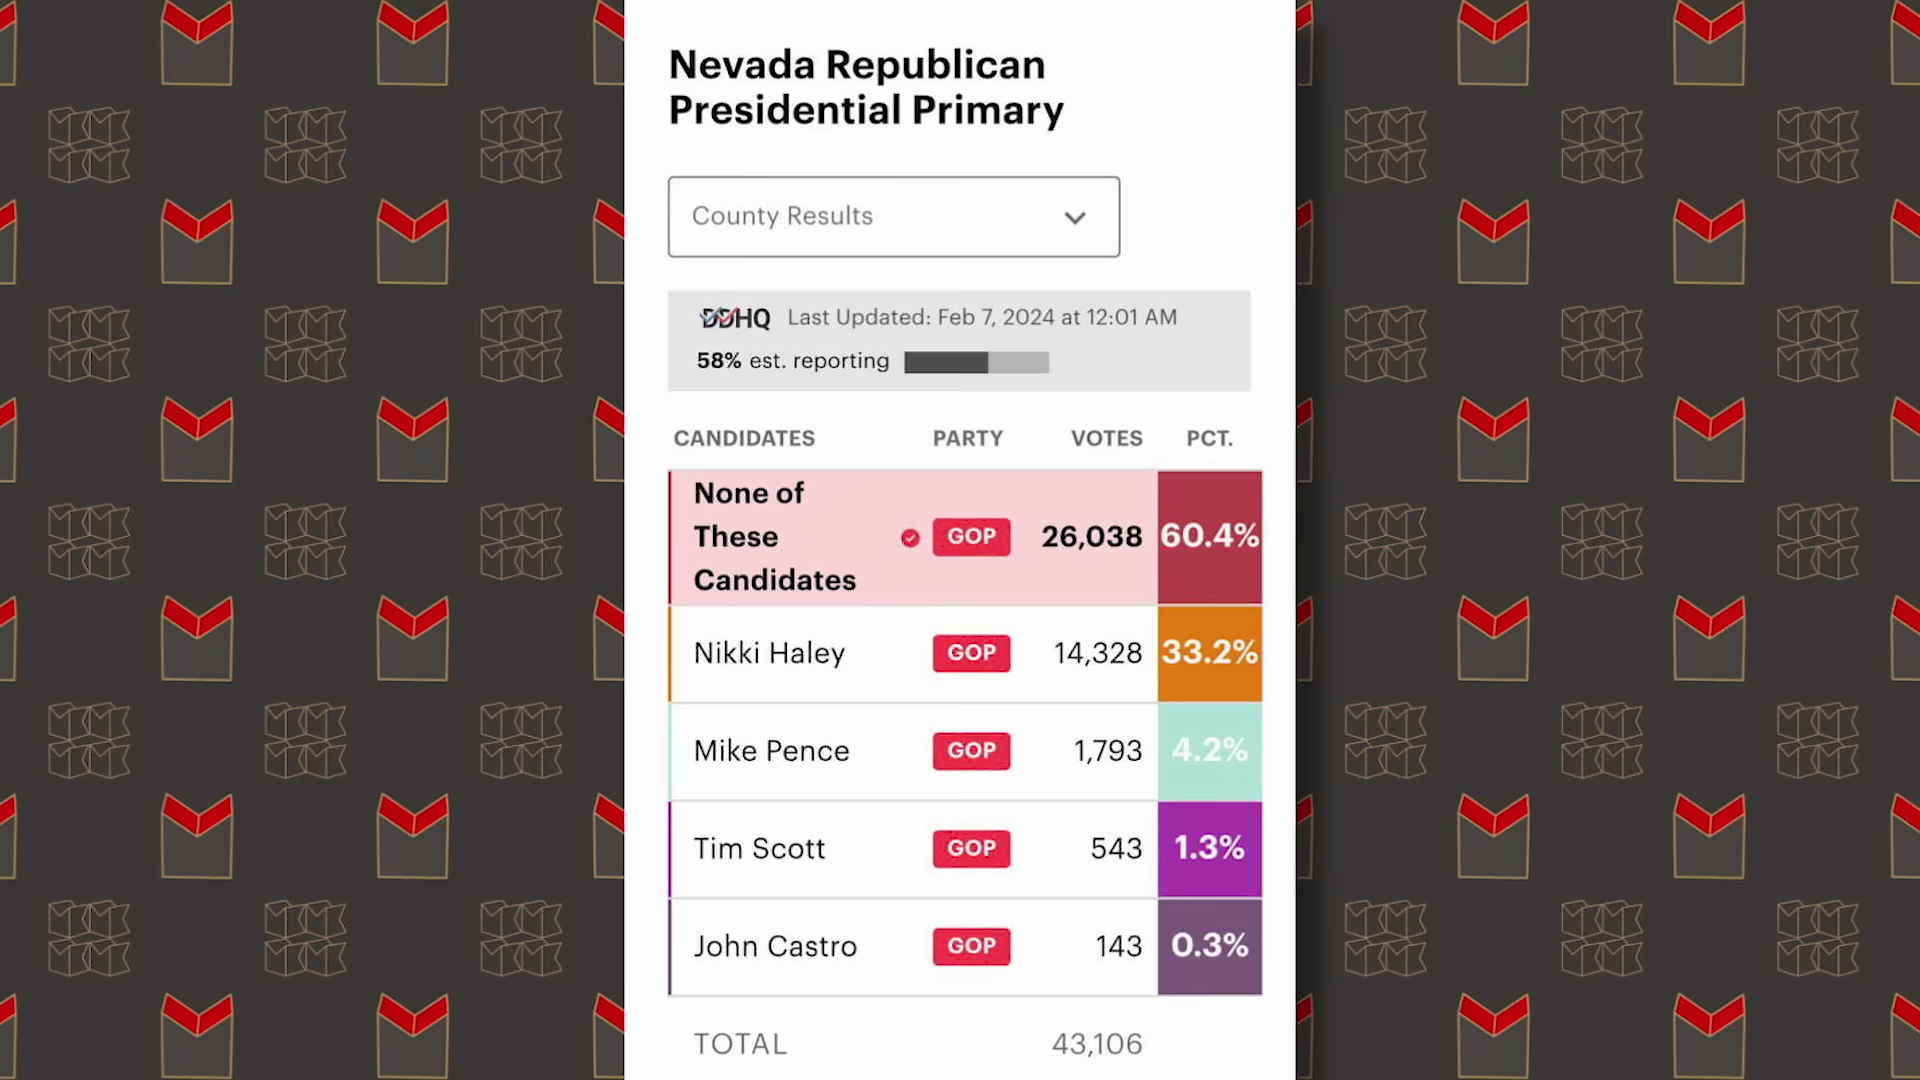 Nevada Republican
Presidential Primary
County Results
DDHQ Last Updated: Feb 7, 2024 at 12:01 AM
58% est. reporting
CANDIDATES PARTY VOTES PCT.
None of
These
Candidates
GOP 26,038 60.4%
Nikki Haley GOP 14,328 33.2%
Mike Pence GOP 1,793 4.2%
Tim Scott GOP 543 1.3%
John Castro GOP 143 0.3%
TOTAL 43,106